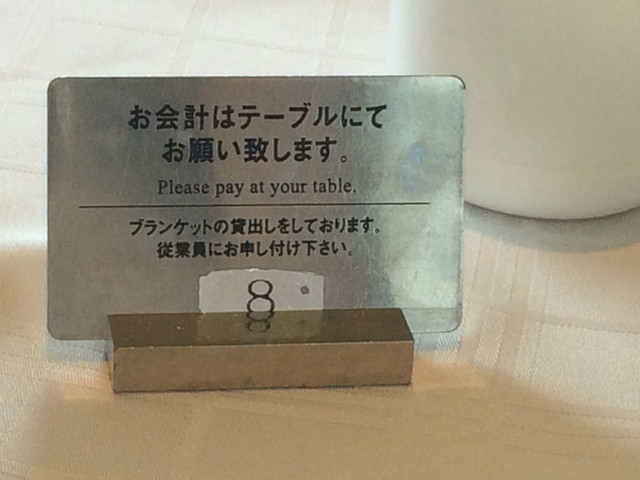 お会計はテーブルにて
お願い致します。
Please pay at your table.
ブランケットの貸出しをしております。
従業員にお申し付け下さい。
8